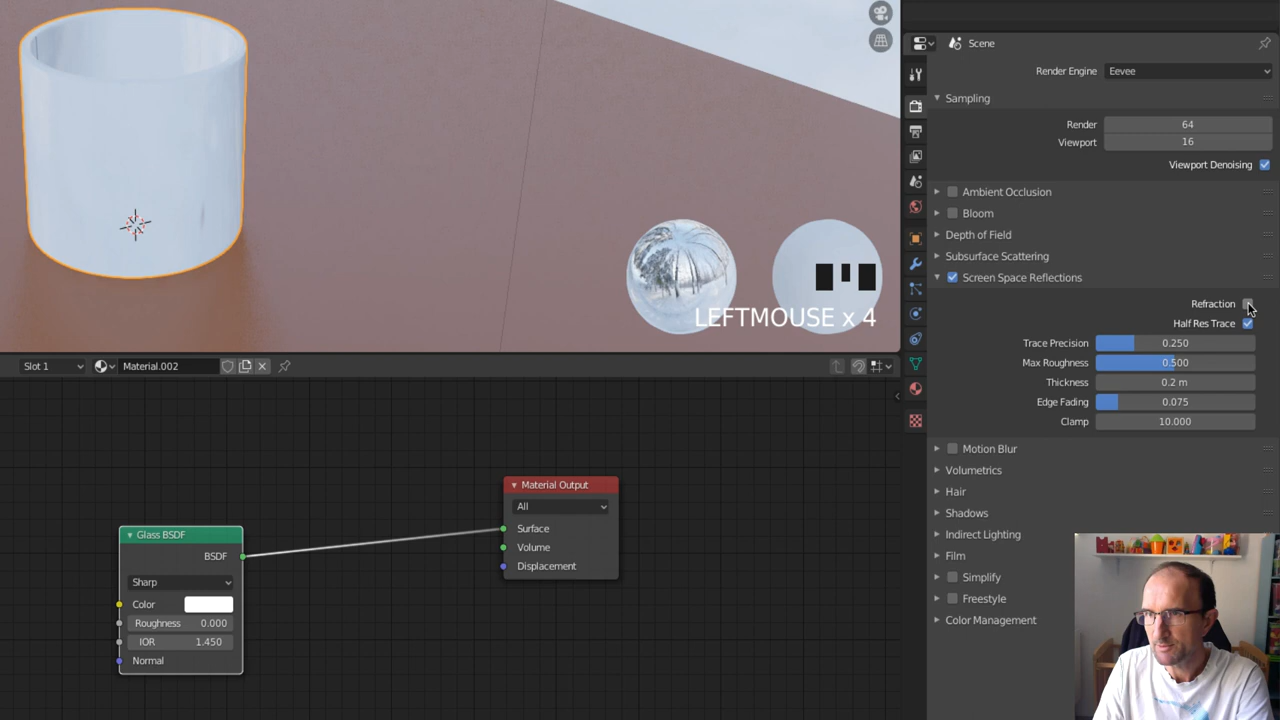 Scene
Render Engine Eevee
Sampling
Render 64
Viewport 16
Viewport Denoising
Ambient Occlusion
Bloom
Depth of Field
Subsurface Scattering
Screen Space Reflections
Refraction
Half Res Trace
Trace Precision 0.250
Max Roughness 0.500
Thickness 0.2 m
Edge Fading 0.075
Clamp 10.000
Motion Blur
Volumetrics
Hair
Shadows
Indirect Lighting
Film
Simplify
Freestyle
Color Management
LEFTMOUSE x 4
Slot 1 Material.002
Material Output
All
Surface
Volume
Displacement
Glass BSDF
BSDF
Sharp
Color
Roughness 0.000
IOR 1.450
Normal